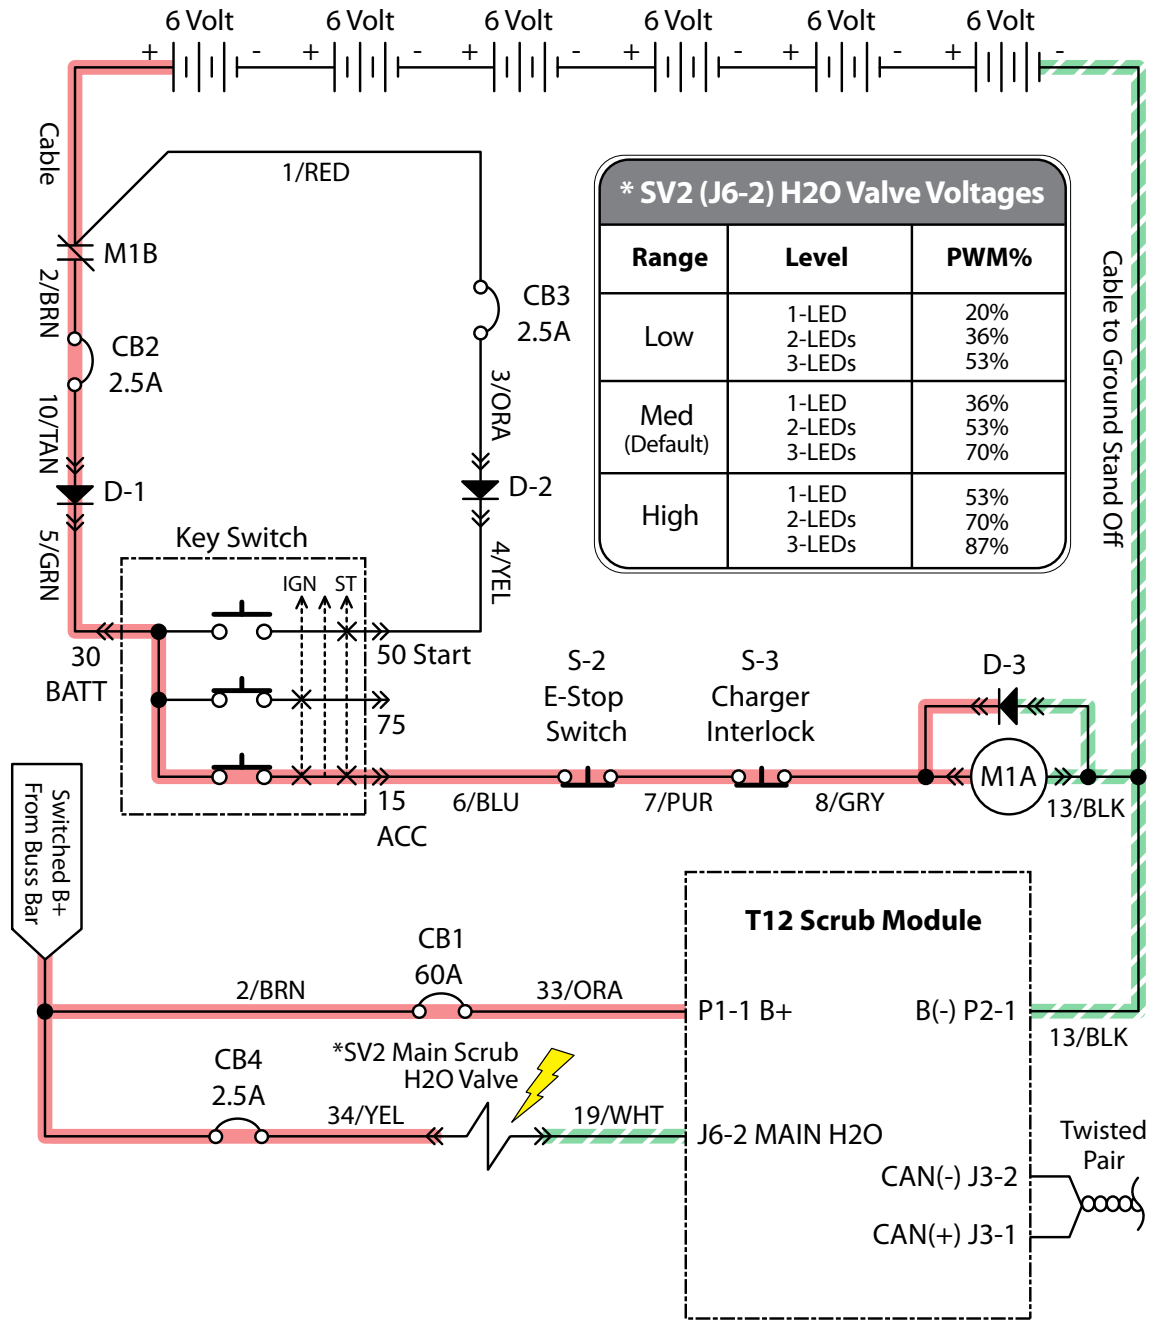 6 Volt 6 Volt 6 Volt 6 Volt 6 Volt 6 Volt
+ - + - + - + - + - + -
Cable
1/RED
M1B
2/BRN
CB2
2.5A
10/TAN
D-1
5/GRN
CB3
2.5A
3/ORA
D-2
4/YEL
* SV2 (J6-2) H2O Valve Voltages
Range Level PWM%
Low
1-LED 20%
2-LEDs 36%
3-LEDs 53%
Med
(Default)
1-LED 36%
2-LEDs 53%
3-LEDs 70%
High
1-LED 53%
2-LEDs 70%
3-LEDs 87%
Cable to Ground Stand Off
Key Switch
IGN ST
30
BATT
50 Start
75
15
ACC
6/BLU
S-2
E-Stop
Switch
7/PUR
S-3
Charger
Interlock
8/GRY
D-3
M1A
13/BLK
Switched B+
From Buss Bar
2/BRN
CB1
60A
33/ORA
CB4
2.5A
34/YEL
*SV2 Main Scrub
H2O Valve
19/WHT
T12 Scrub Module
P1-1 B+
B(-) P2-1
13/BLK
J6-2 MAIN H2O
CAN(-) J3-2
CAN(+) J3-1
Twisted
Pair